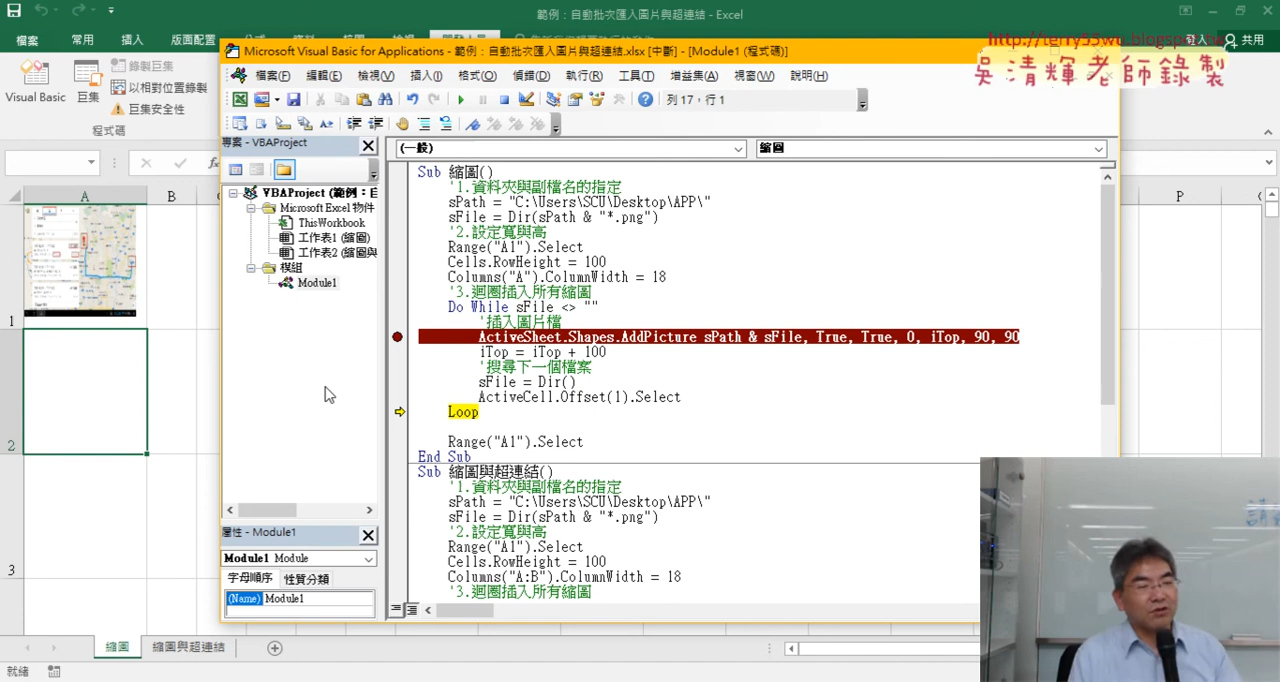 範例：自動批次匯入圖片與超連結 - Excel
檔案
常用
插入
版面配置
登入
共用
http://terry55wu.blogspot.tw
吳清輝老師錄製
Visual Basic
巨集
錄製巨集
以相對位置錄製
巨集安全性
程式碼
Microsoft Visual Basic for Applications - 範例：自動批次匯入圖片與超連結.xlsx [中斷] - [Module1 (程式碼)]
檔案(F) 編輯(E) 檢視(V) 插入(I) 格式(O) 偵錯(D) 執行(R) 工具(T) 增益集(A) 視窗(W) 說明(H)
列 17，行 1
專案 - VBAProject
VBAProject (範例：自
Microsoft Excel 物件
ThisWorkbook
工作表1 (縮圖)
工作表2 (縮圖與
模組
Module1
屬性 - Module1
Module1 Module
字母順序 性質分類
(Name) Module1
(一般)
縮圖
Sub 縮圖()
'1.資料夾與副檔名的指定
sPath = "C:\Users\SCU\Desktop\APP\"
sFile = Dir(sPath & "*.png")
'2.設定寬與高
Range("A1").Select
Cells.RowHeight = 100
Columns("A").ColumnWidth = 18
'3.迴圈插入所有縮圖
Do While sFile <> ""
'插入圖片檔
ActiveSheet.Shapes.AddPicture sPath & sFile, True, True, 0, iTop, 90, 90
iTop = iTop + 100
'搜尋下一個檔案
sFile = Dir()
ActiveCell.Offset(1).Select
Loop
Range("A1").Select
End Sub
Sub 縮圖與超連結()
'1.資料夾與副檔名的指定
sPath = "C:\Users\SCU\Desktop\APP\"
sFile = Dir(sPath & "*.png")
'2.設定寬與高
Range("A1").Select
Cells.RowHeight = 100
Columns("A:B").ColumnWidth = 18
'3.迴圈插入所有縮圖
A
B
P
1
2
3
縮圖
縮圖與超連結
就緒